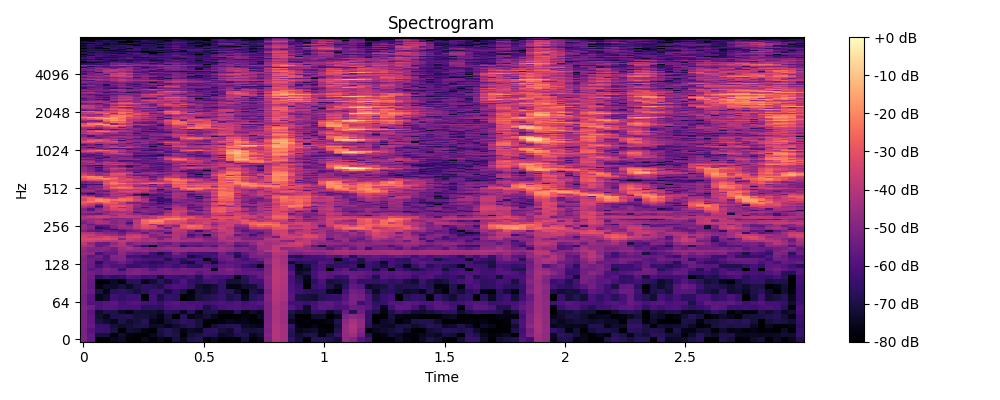 Spectrogram
Hz
4096
2048
1024
512
256
128
64
0
0
0.5
1
1.5
2
2.5
Time
+0 dB
-10 dB
-20 dB
-30 dB
-40 dB
-50 dB
-60 dB
-70 dB
-80 dB